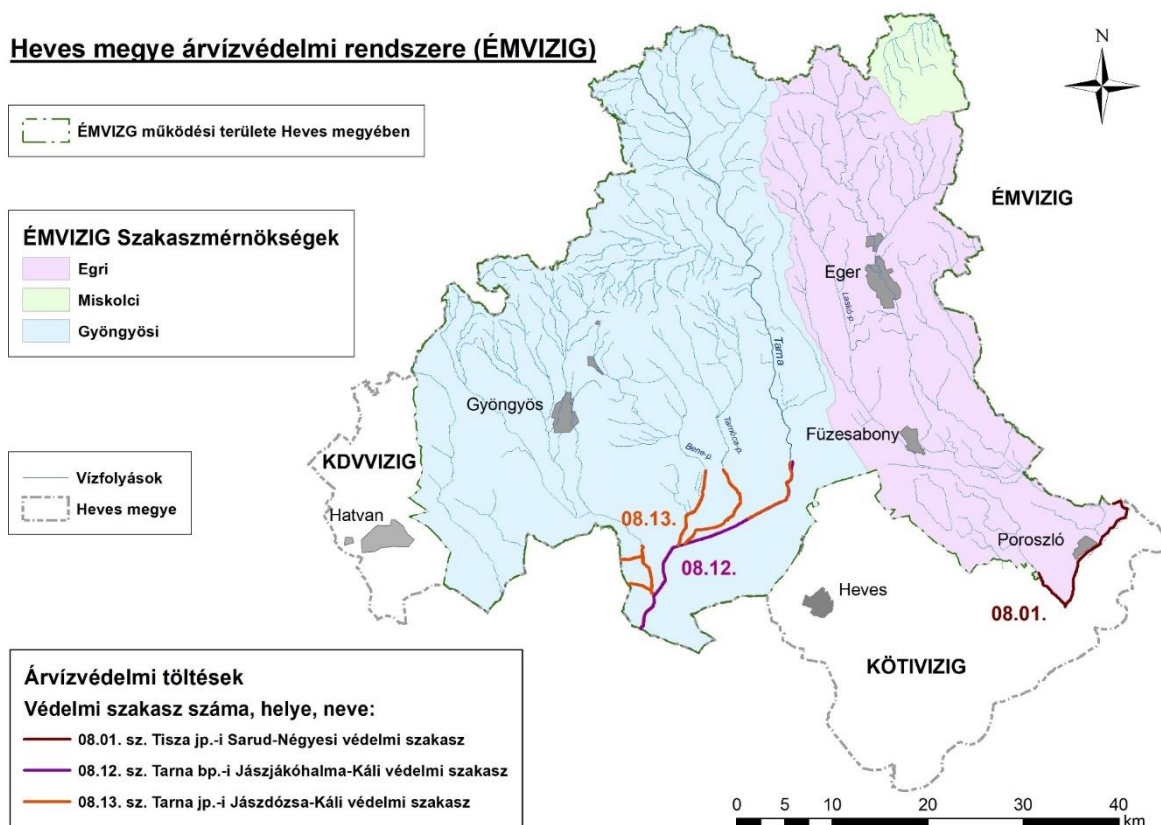 Heves megye árvízvédelmi rendszere (ÉMVIZIG)
N
ÉMVIZG működési területe Heves megyében
ÉMVIZIG
ÉMVIZIG Szakaszmérnökségek
Egri
Miskolci
Gyöngyösi
Eger
Laskó-p.
Tarna
Gyöngyös
Füzesabony
Bene-p.
Tarnóca-p.
KDVVIZIG
Vízfolyások
Heves megye
Hatvan
08.13.
08.12.
Poroszló
Heves
08.01.
KÖTIVIZIG
Árvízvédelmi töltések
Védelmi szakasz száma, helye, neve:
08.01. sz. Tisza jp.-i Sarud-Négyesi védelmi szakasz
08.12. sz. Tarna bp.-i Jászjákóhalma-Káli védelmi szakasz
08.13. sz. Tarna jp.-i Jászdózsa-Káli védelmi szakasz
0 5 10 20 30 40
km